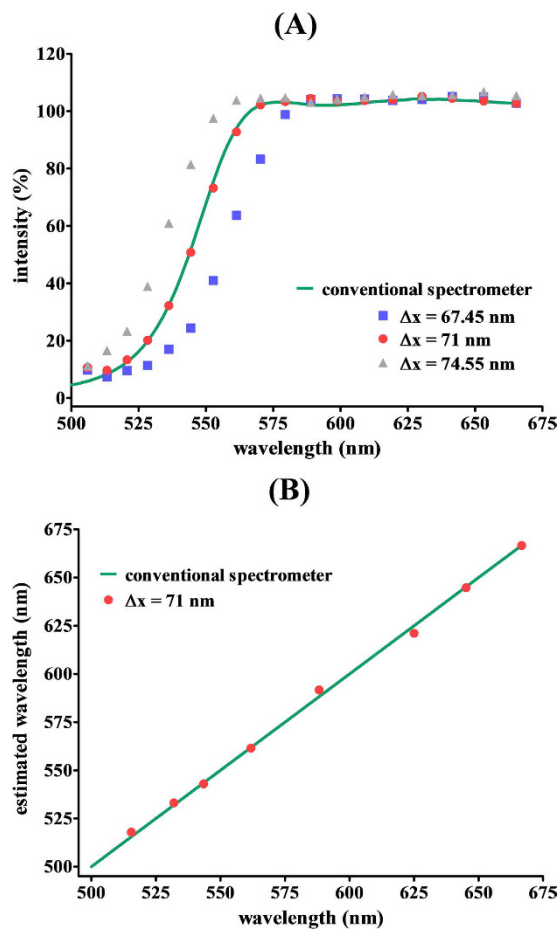 (A)
120
100
80
60
40
20
0
intensity (%)
conventional spectrometer
Δx = 67.45 nm
Δx = 71 nm
Δx = 74.55 nm
500 525 550 575 600 625 650 675
wavelength (nm)
(B)
675
650
625
600
575
550
525
500
estimated wavelength (nm)
conventional spectrometer
Δx = 71 nm
500 525 550 575 600 625 650 675
wavelength (nm)